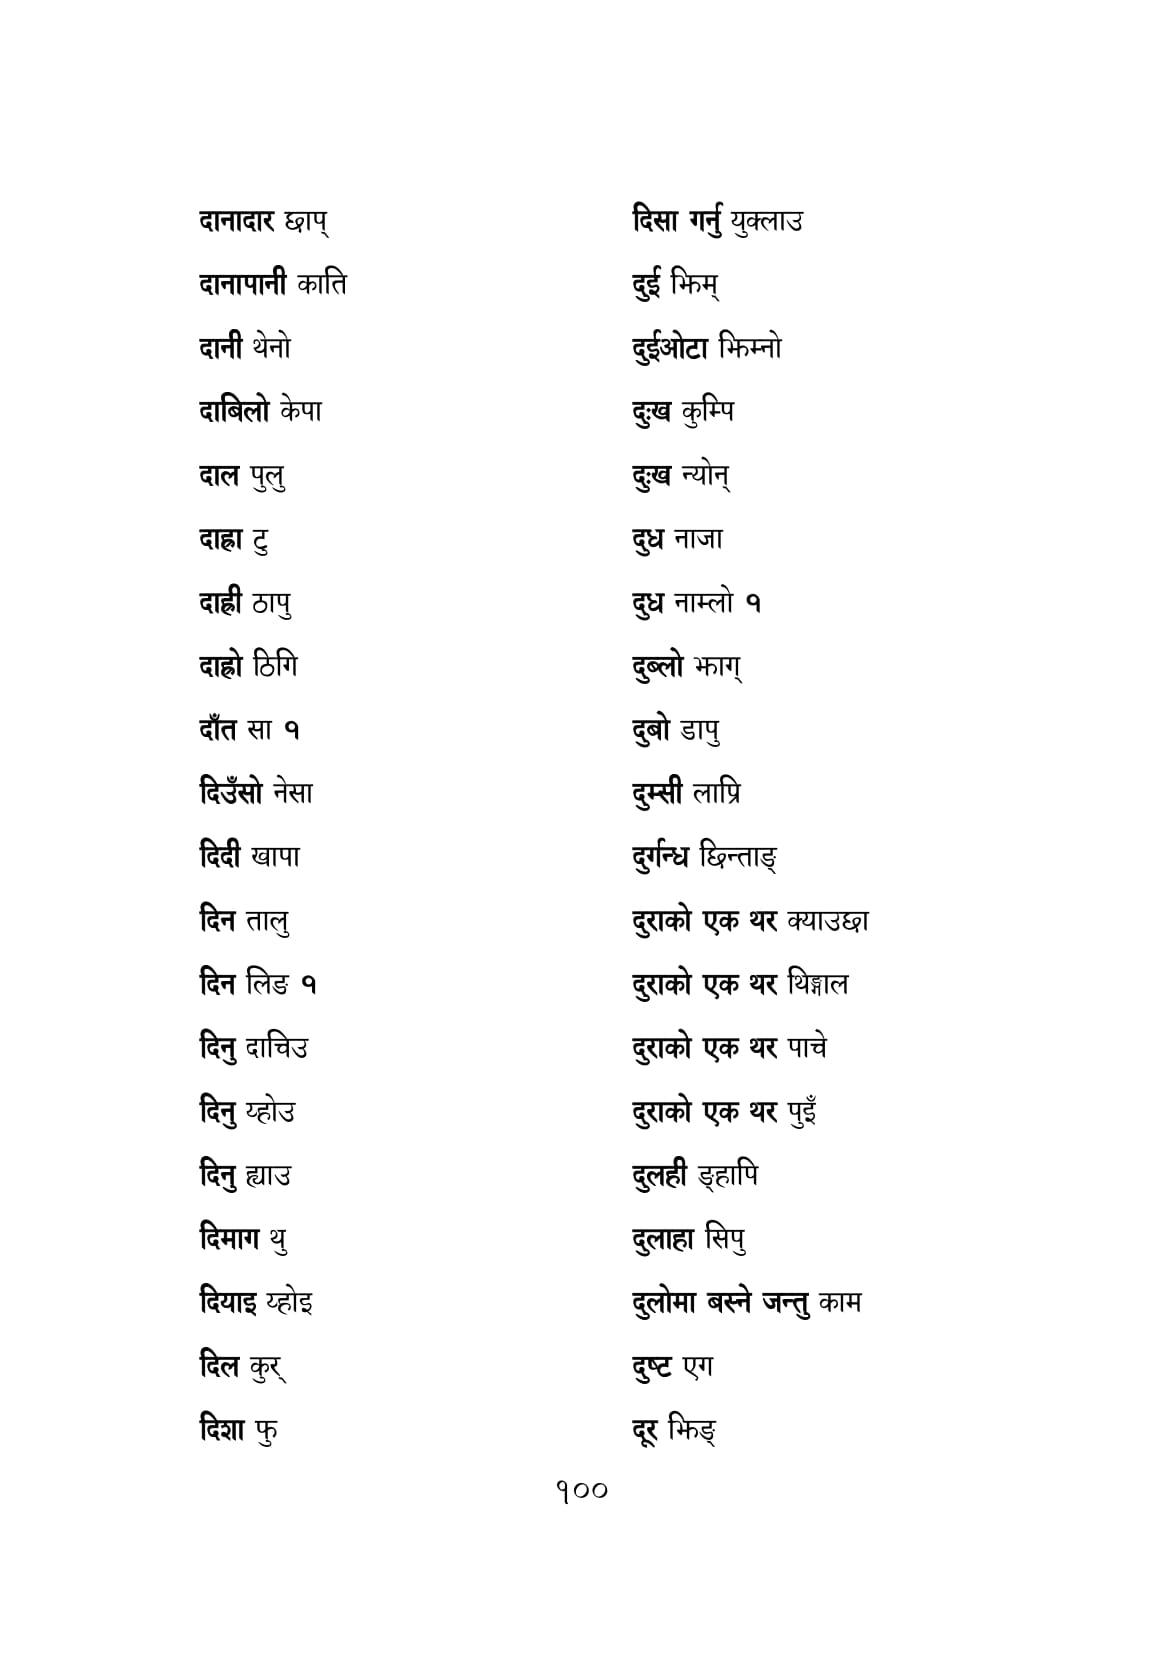 दानादार छाप्
दानापानी काति
दानी थेनो
दाबिलो केपा
दाल पुलु
दाह्रा टु
दाह्री ठापु
दाह्रो ठिगि
दाँत सा १
दिउँसो नेसा
दिदी खापा
दिन तालु
दिन लिङ १
दिनु दाचिउ
दिनु य्होउ
दिनु ह्याउ
दिमाग थु
दियाइ य्होइ
दिल कुर्
दिशा फु
दिसा गर्नु युक्लाउ
दुई झिम्
दुईओटा झिम्नो
दुःख कुम्पि
दुःख न्योन्
दुध नाजा
दुध नाम्लो १
दुब्लो झाग्
दुबो डापु
दुम्सी लाप्रि
दुर्गन्ध छिन्ताङ्
दुराको एक थर क्याउछा
दुराको एक थर थिङ्गाल
दुराको एक थर पाचे
दुराको एक थर पुइँ
दुलही ङ्हापि
दुलाहा सिपु
दुलोमा बस्ने जन्तु काम
दुष्ट एग
दूर झिङ्
१००